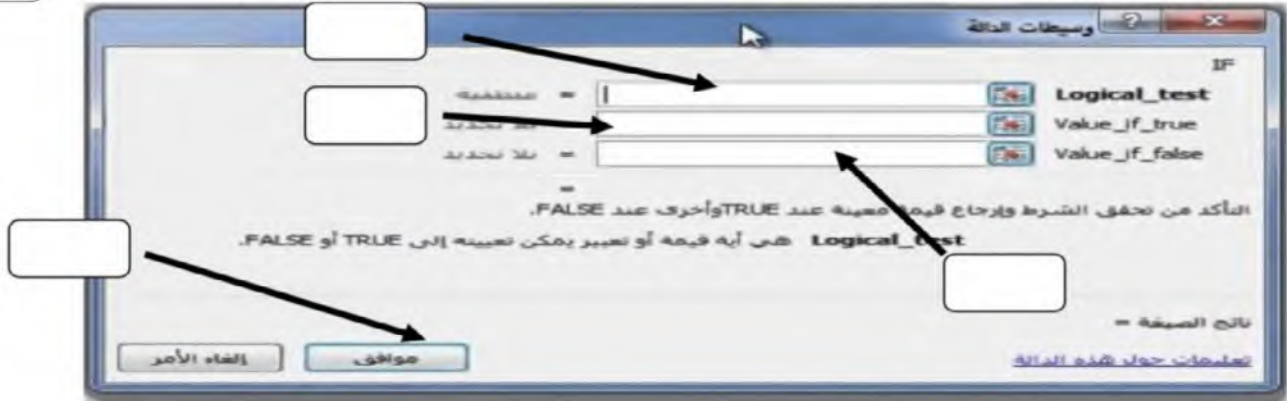 وسيطات الدالة
IF
Logical_test = منطقية
Value_if_true = بلا تحديد
Value_if_false = بلا تحديد
=
التأكد من تحقق الشرط وإرجاع قيمة معينة عند TRUEوأخرى عند FALSE.
Logical_test هي أية قيمة أو تعبير يمكن تعيينه إلى TRUE أو FALSE.
ناتج الصيغة =
تعليمات حول هذه الدالة
موافق
إلغاء الأمر